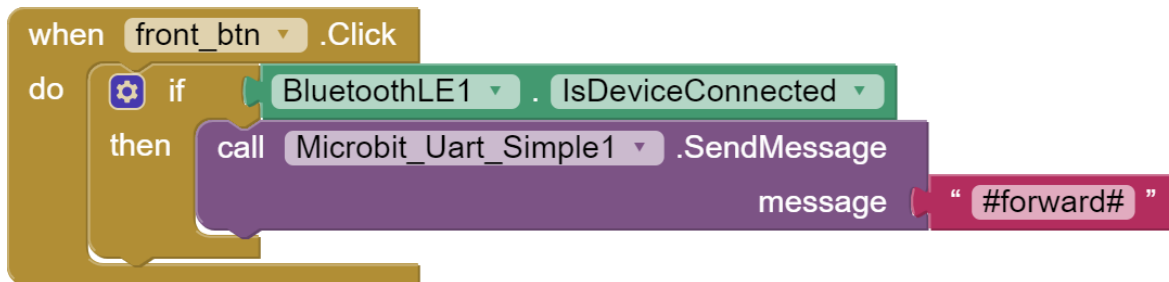 when front_btn .Click
do if BluetoothLE1 . IsDeviceConnected
then call Microbit_Uart_Simple1 .SendMessage
message “ #forward# ”